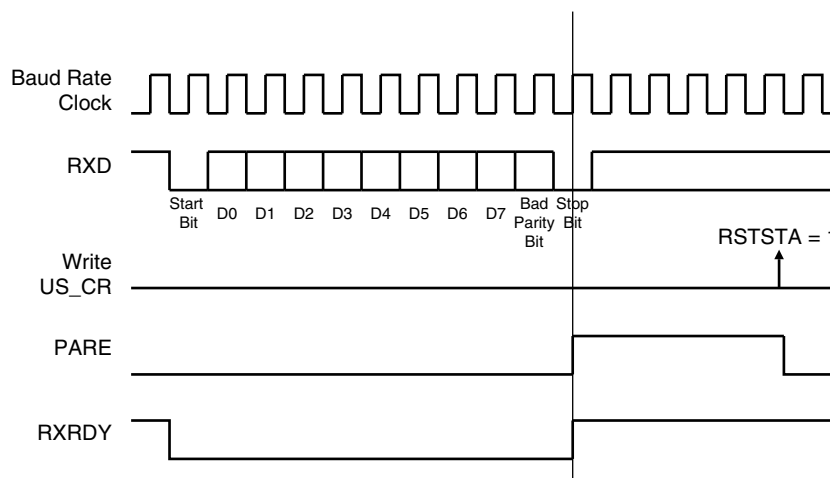 Baud Rate
Clock
RXD
Start
Bit
D0
D1
D2
D3
D4
D5
D6
D7
Bad
Parity
Bit
Stop
Bit
RSTSTA =
Write
US_CR
PARE
RXRDY